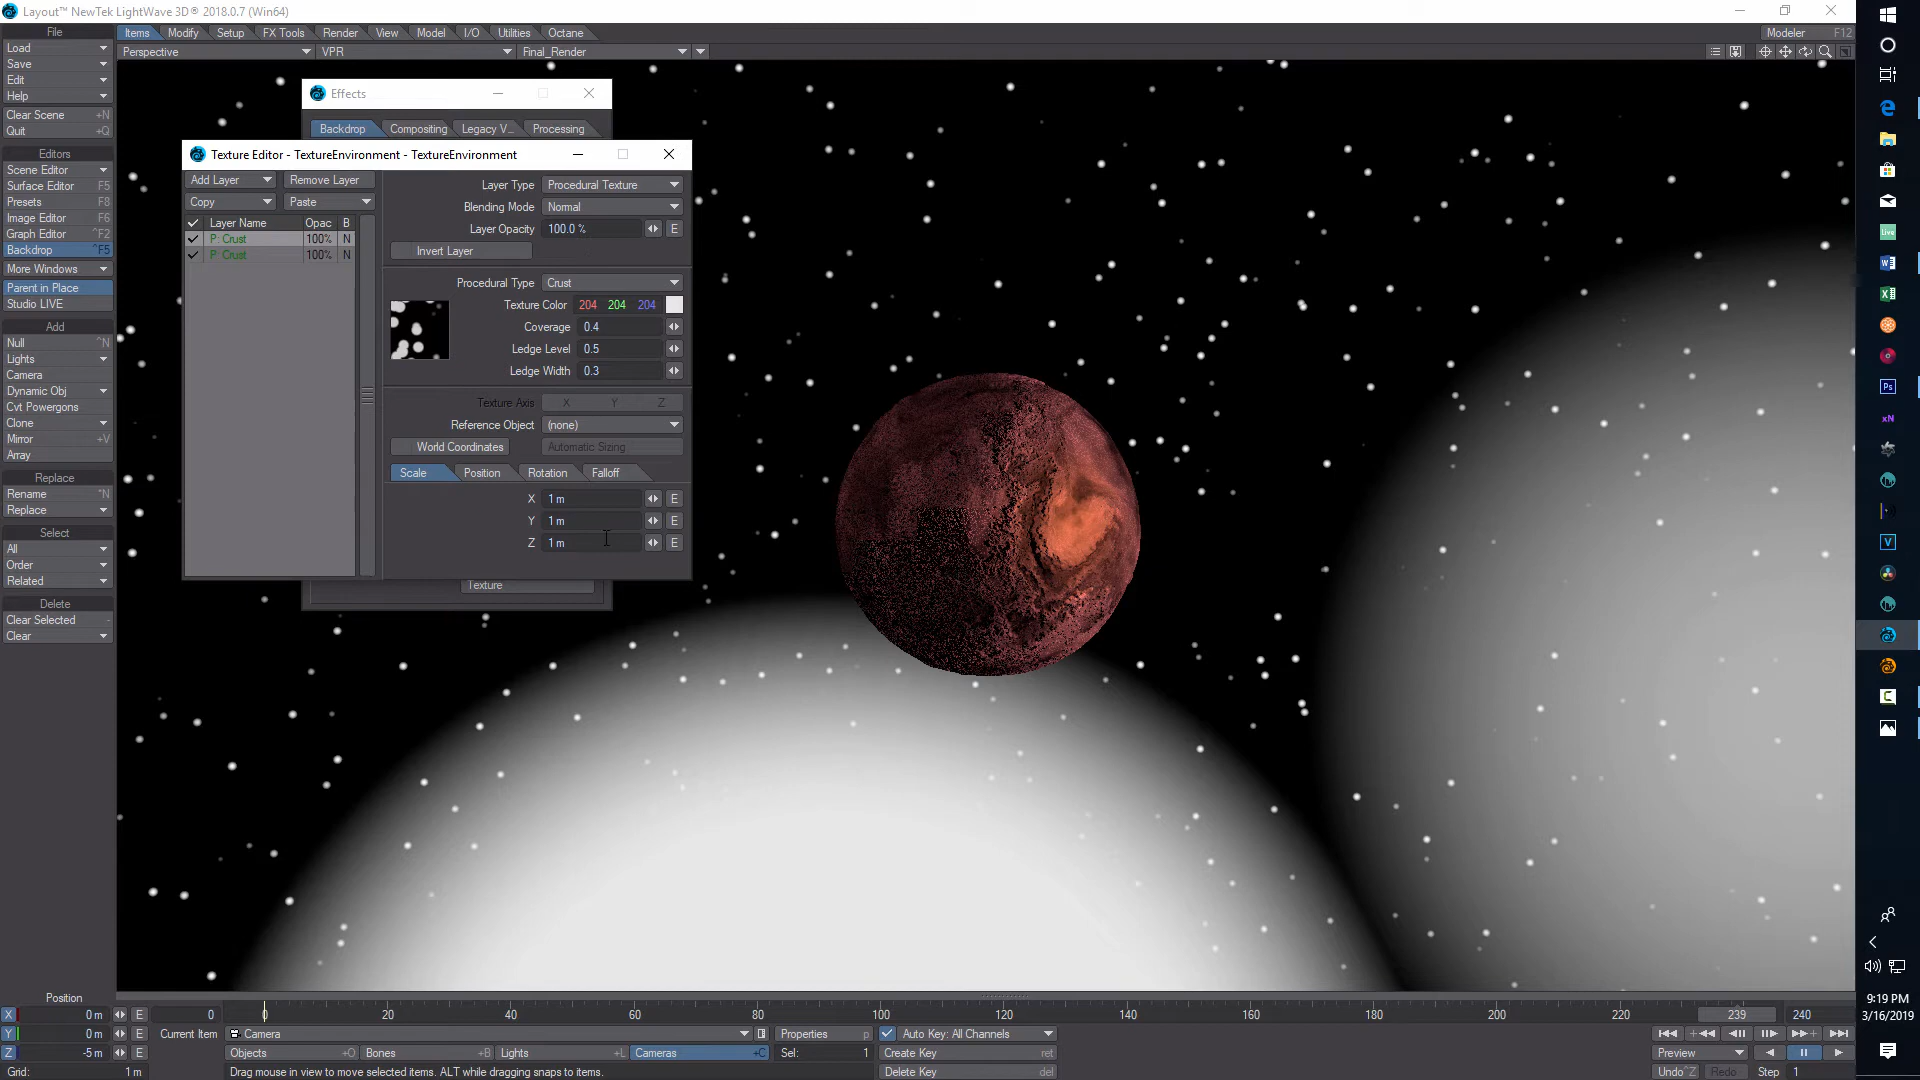 Layout™ NewTek LightWave 3D® 2018.0.7 (Win64)
File
Items Modify Setup FX Tools Render View Model I/O Utilities Octane
Modeler F12
Load
Perspective VPR Final_Render
Save
Edit
Help
Clear Scene +N
Quit +Q
Editors
Scene Editor
Surface Editor F5
Presets F8
Image Editor F6
Graph Editor ^F2
Backdrop ^F5
More Windows
Parent in Place
Studio LIVE
Add
Null ^N
Lights
Camera
Dynamic Obj
Cvt Powergons
Clone
Mirror +V
Array
Replace
Rename ^N
Replace
Select
All
Order
Related
Delete
Clear Selected -
Clear
Effects
Backdrop Compositing Legacy V... Processing
Texture Editor - TextureEnvironment - TextureEnvironment
Add Layer Remove Layer
Copy Paste
Layer Name Opac B
P: Crust 100% N
P: Crust 100% N
Layer Type Procedural Texture
Blending Mode Normal
Layer Opacity 100.0 % E
Invert Layer
Procedural Type Crust
Texture Color 204 204 204
Coverage 0.4
Ledge Level 0.5
Ledge Width 0.3
Texture Axis X Y Z
Reference Object (none)
World Coordinates Automatic Sizing
Scale Position Rotation Falloff
X 1 m E
Y 1 m E
Z 1 m E
Texture
Live
Ps
xN
V
9:19 PM
3/16/2019
Position
X 0 m E
Y 0 m E
Z -5 m E
Grid: 1 m
0 0 20 40 60 80 100 120 140 160 180 200 220 239 240
Current Item Camera Properties p Auto Key: All Channels
Objects +O Bones +B Lights +L Cameras +C Sel: 1 Create Key ret
Drag mouse in view to move selected items. ALT while dragging snaps to items. Delete Key del
Preview
Undo ^Z Redo Step 1